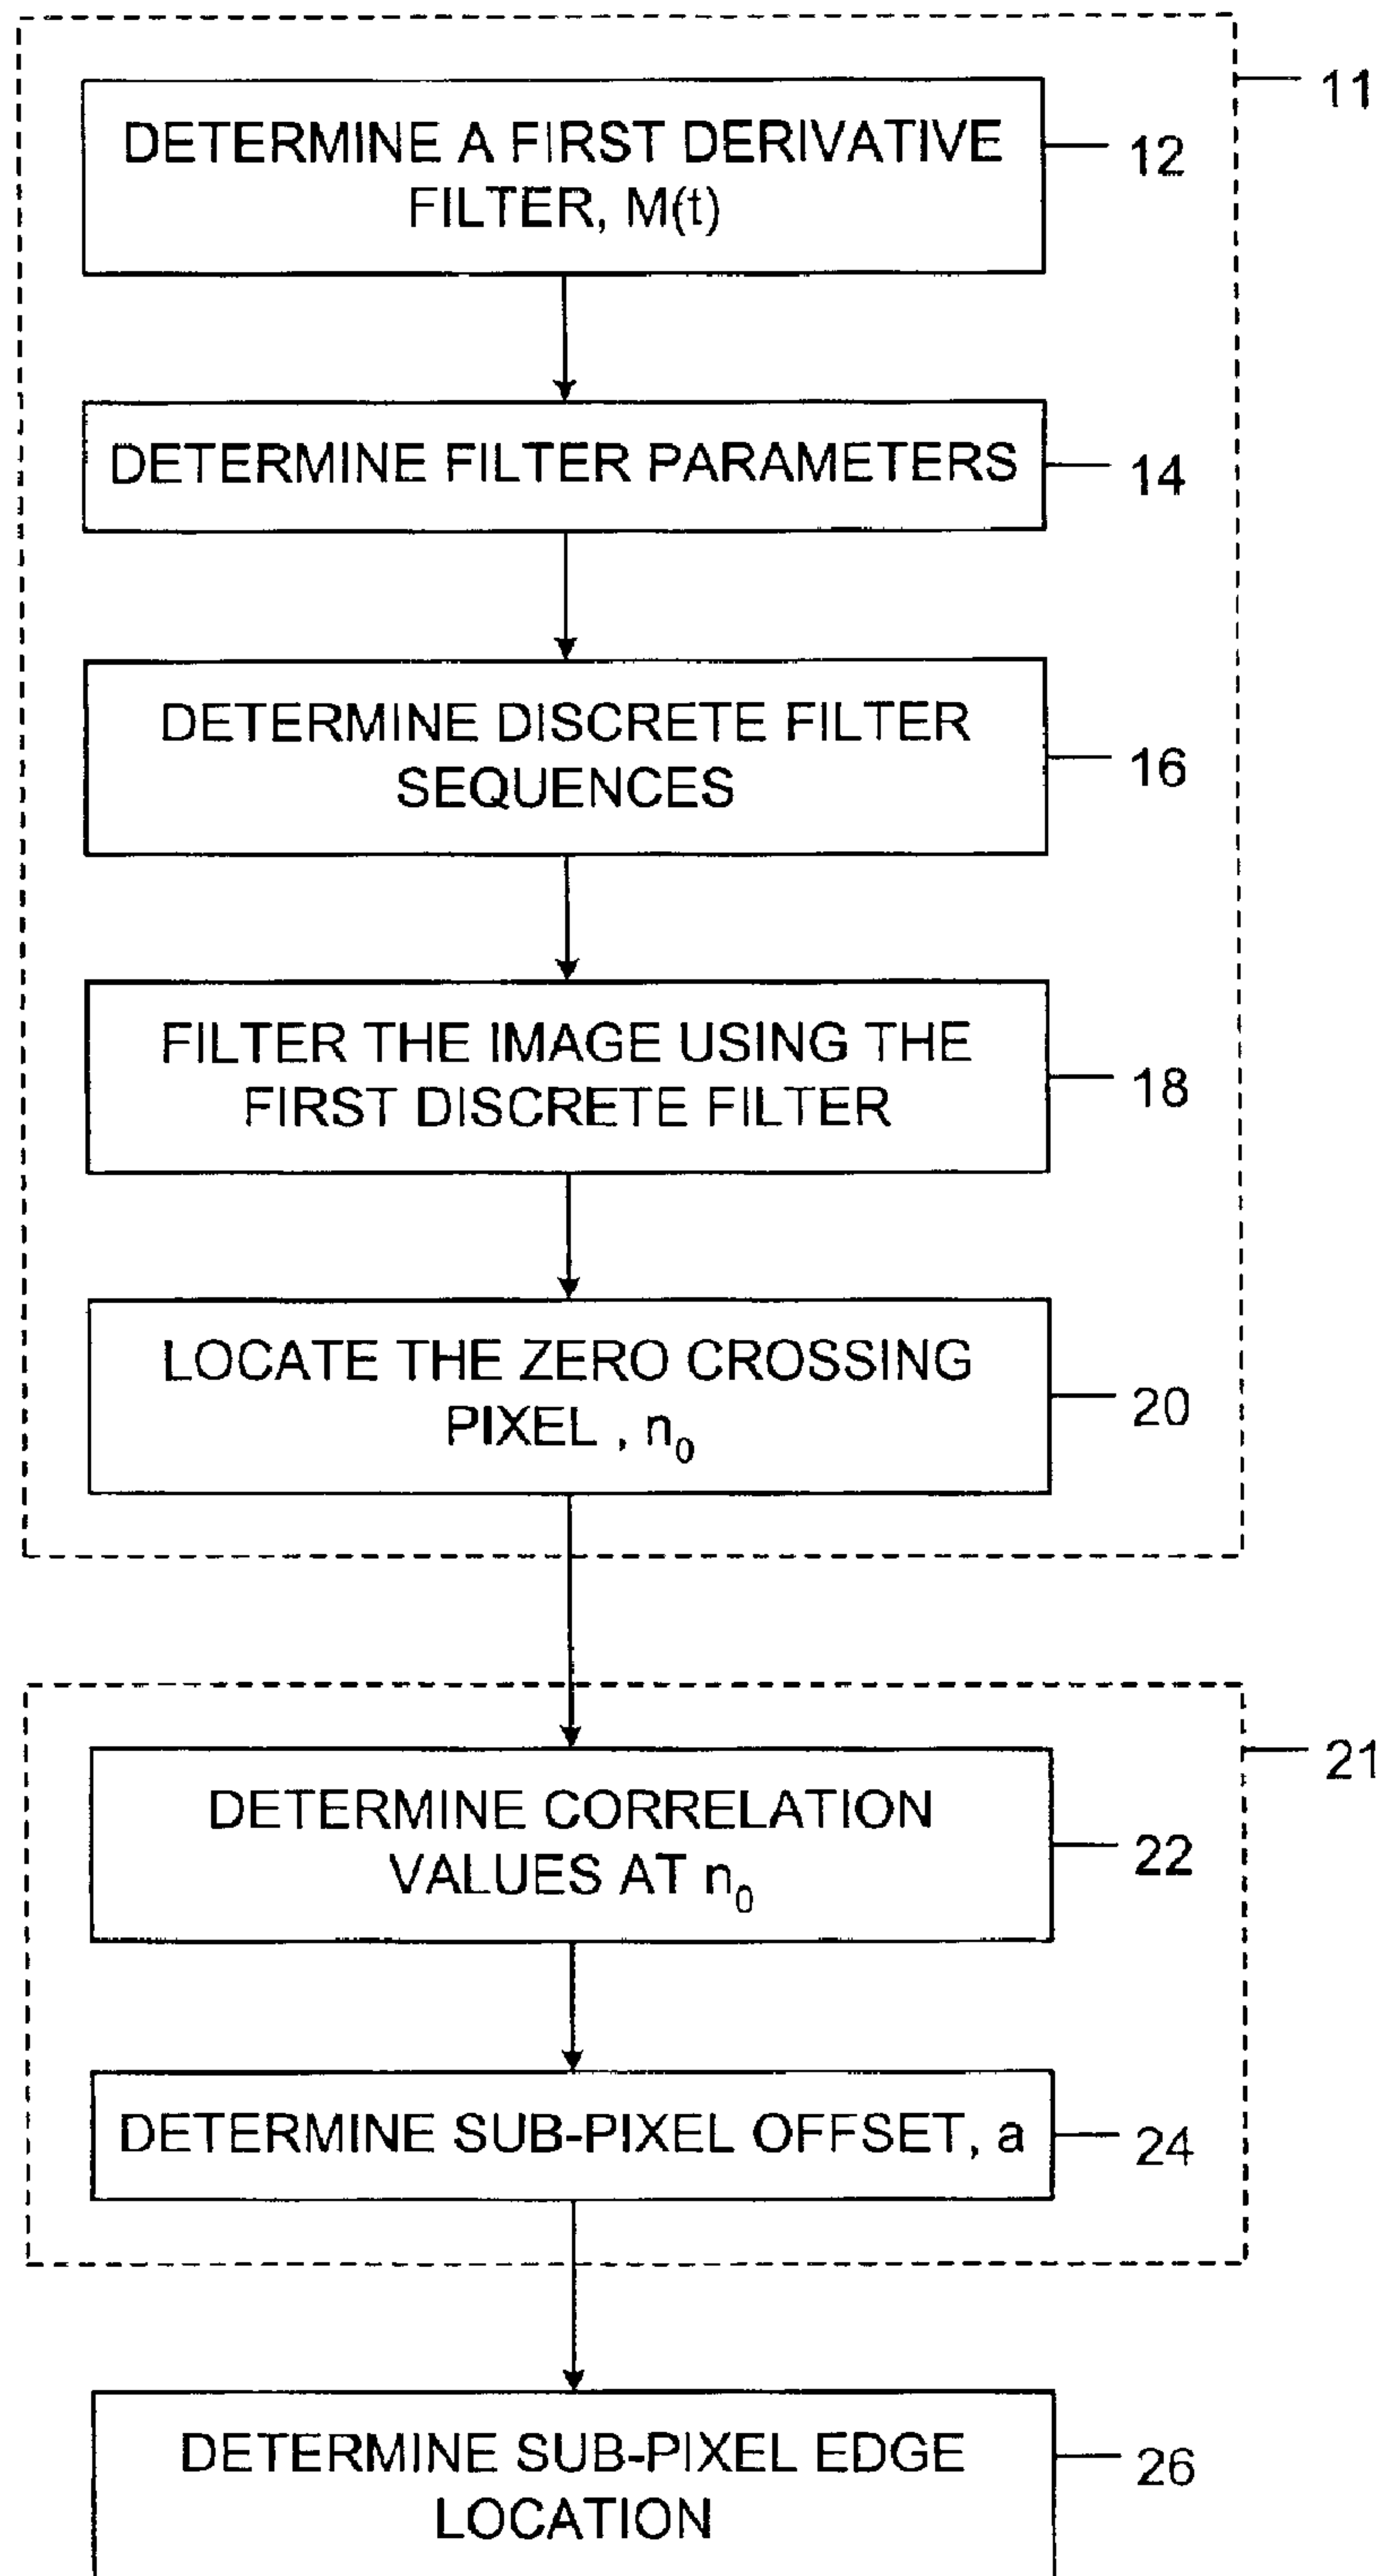 11
DETERMINE A FIRST DERIVATIVE
FILTER, M(t)
12
DETERMINE FILTER PARAMETERS
14
DETERMINE DISCRETE FILTER
SEQUENCES
16
FILTER THE IMAGE USING THE
FIRST DISCRETE FILTER
18
LOCATE THE ZERO CROSSING
PIXEL , n₀
20
21
DETERMINE CORRELATION
VALUES AT n₀
22
DETERMINE SUB-PIXEL OFFSET, a
24
DETERMINE SUB-PIXEL EDGE
LOCATION
26